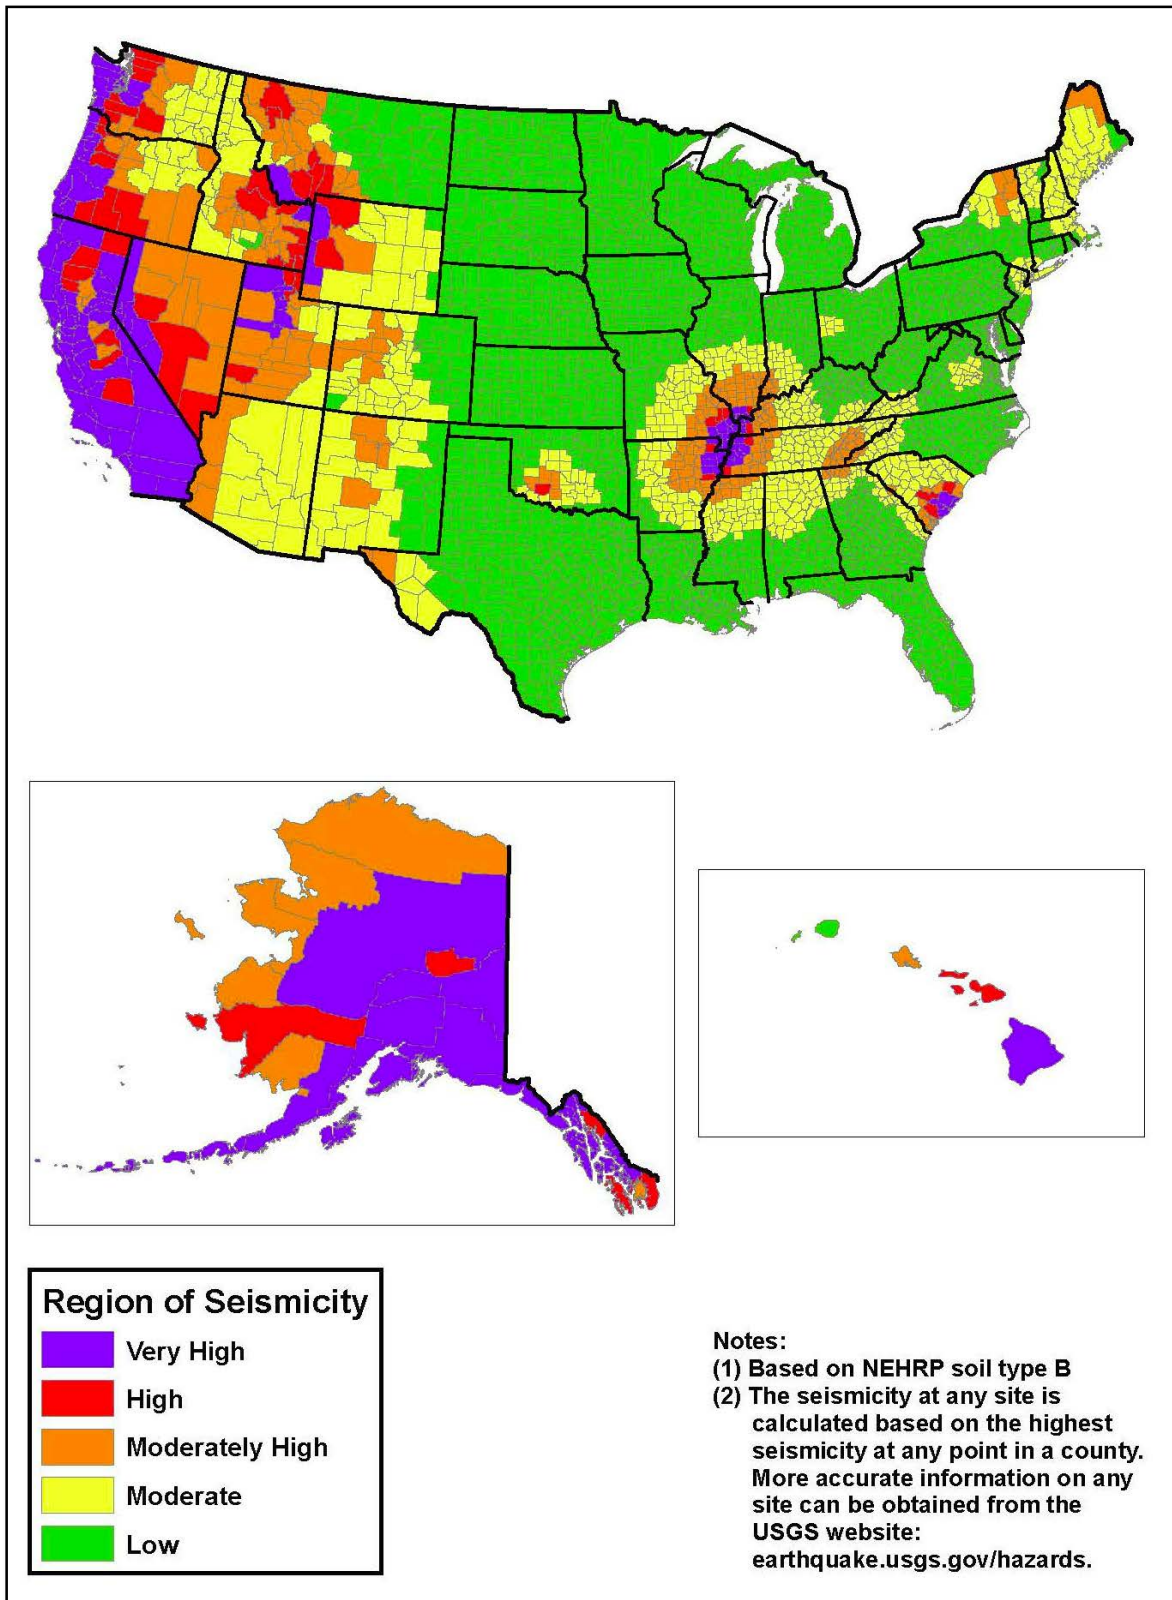 Region of Seismicity
Very High
High
Moderately High
Moderate
Low
Notes:
(1) Based on NEHRP soil type B
(2) The seismicity at any site is
calculated based on the highest
seismicity at any point in a county.
More accurate information on any
site can be obtained from the
USGS website:
earthquake.usgs.gov/hazards.